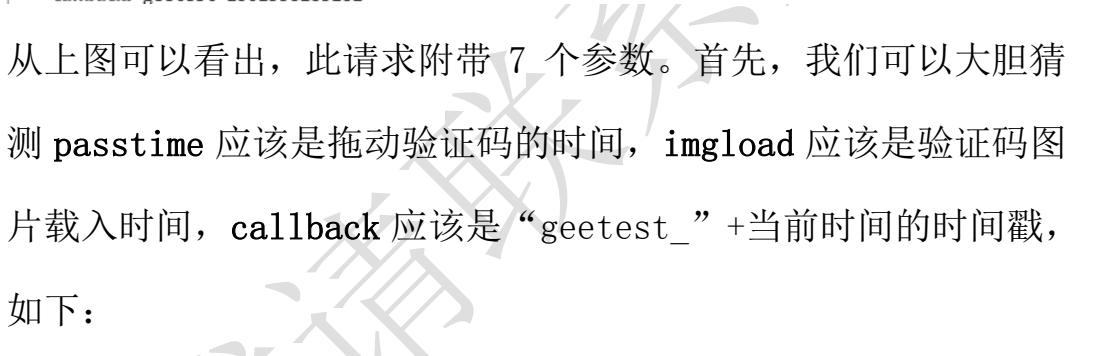 从上图可以看出，此请求附带 7 个参数。首先，我们可以大胆猜
测 passtime 应该是拖动验证码的时间，imgload 应该是验证码图
片载入时间，callback 应该是“geetest_”+当前时间的时间戳，
如下：
请联系